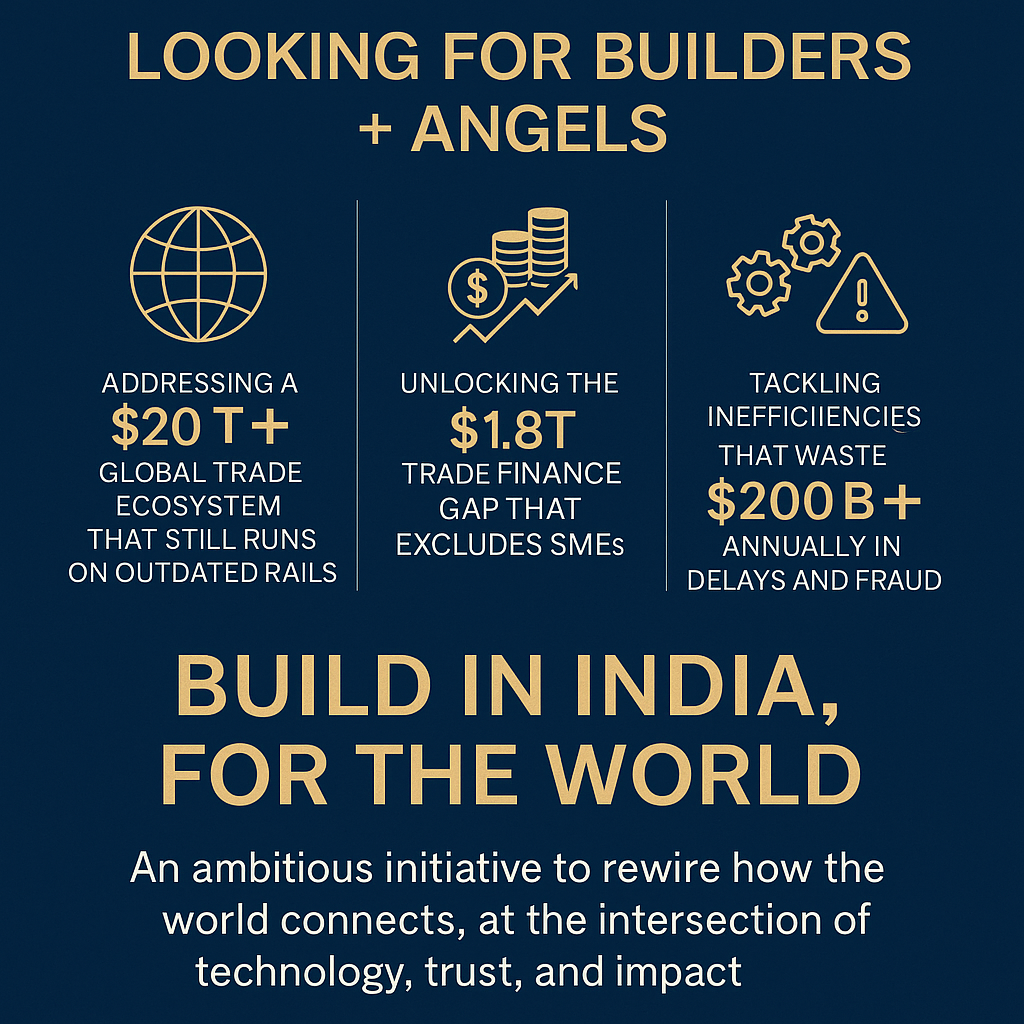 LOOKING FOR BUILDERS
+ ANGELS
$
ADDRESSING A
$20 T+
GLOBAL TRADE
ECOSYSTEM
THAT STILL RUNS
ON OUTDATED RAILS
UNLOCKING THE
$1.8T
TRADE FINANCE
GAP THAT
EXCLUDES SMEs
TACKLING
INEFFICIIENCIES
THAT WASTE
$200 B+
ANNUALLY IN
DELAYS AND FRAUD
BUILD IN INDIA,
FOR THE WORLD
An ambitious initiative to rewire how the
world connects, at the intersection of
technology, trust, and impact